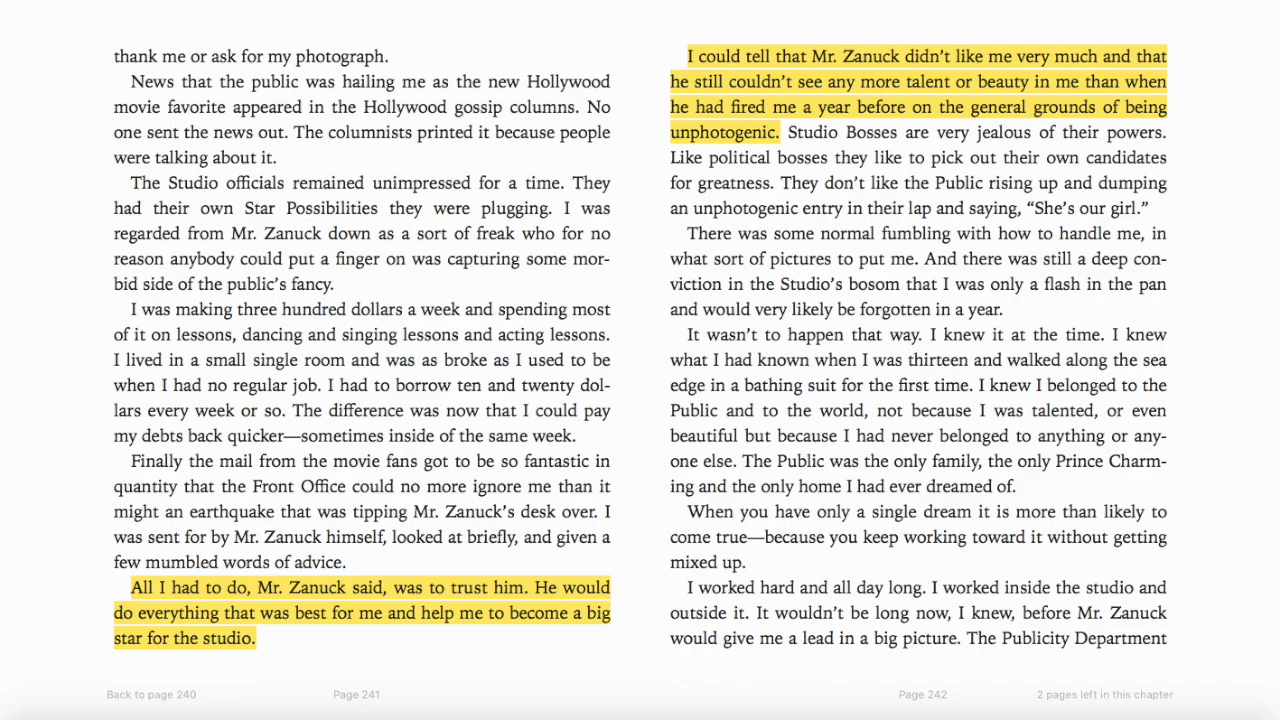 thank me or ask for my photograph.
News that the public was hailing me as the new Hollywood
movie favorite appeared in the Hollywood gossip columns. No
one sent the news out. The columnists printed it because people
were talking about it.
The Studio officials remained unimpressed for a time. They
had their own Star Possibilities they were plugging. I was
regarded from Mr. Zanuck down as a sort of freak who for no
reason anybody could put a finger on was capturing some mor-
bid side of the public’s fancy.
I was making three hundred dollars a week and spending most
of it on lessons, dancing and singing lessons and acting lessons.
I lived in a small single room and was as broke as I used to be
when I had no regular job. I had to borrow ten and twenty dol-
lars every week or so. The difference was now that I could pay
my debts back quicker—sometimes inside of the same week.
Finally the mail from the movie fans got to be so fantastic in
quantity that the Front Office could no more ignore me than it
might an earthquake that was tipping Mr. Zanuck’s desk over. I
was sent for by Mr. Zanuck himself, looked at briefly, and given a
few mumbled words of advice.
All I had to do, Mr. Zanuck said, was to trust him. He would
do everything that was best for me and help me to become a big
star for the studio.
I could tell that Mr. Zanuck didn’t like me very much and that
he still couldn’t see any more talent or beauty in me than when
he had fired me a year before on the general grounds of being
unphotogenic. Studio Bosses are very jealous of their powers.
Like political bosses they like to pick out their own candidates
for greatness. They don’t like the Public rising up and dumping
an unphotogenic entry in their lap and saying, “She’s our girl.”
There was some normal fumbling with how to handle me, in
what sort of pictures to put me. And there was still a deep con-
viction in the Studio’s bosom that I was only a flash in the pan
and would very likely be forgotten in a year.
It wasn’t to happen that way. I knew it at the time. I knew
what I had known when I was thirteen and walked along the sea
edge in a bathing suit for the first time. I knew I belonged to the
Public and to the world, not because I was talented, or even
beautiful but because I had never belonged to anything or any-
one else. The Public was the only family, the only Prince Charm-
ing and the only home I had ever dreamed of.
When you have only a single dream it is more than likely to
come true—because you keep working toward it without getting
mixed up.
I worked hard and all day long. I worked inside the studio and
outside it. It wouldn’t be long now, I knew, before Mr. Zanuck
would give me a lead in a big picture. The Publicity Department
Back to page 240
Page 241
Page 242
2 pages left in this chapter